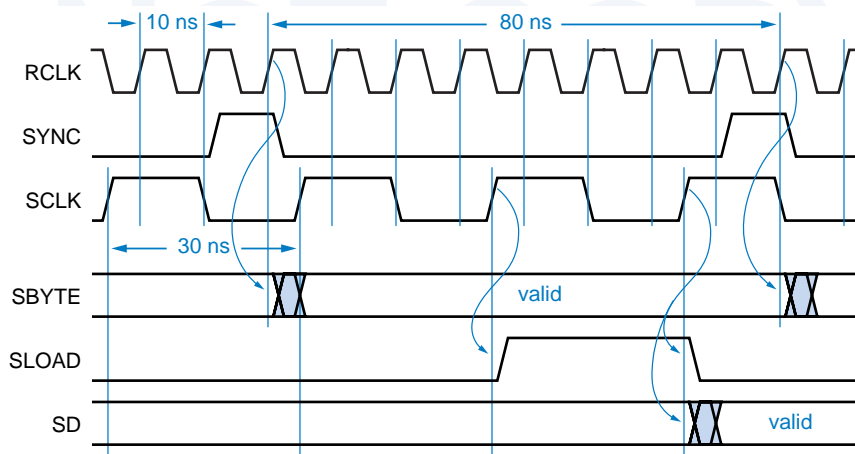 10 ns
80 ns
RCLK
SYNC
SCLK
30 ns
SBYTE
valid
SLOAD
SD
valid